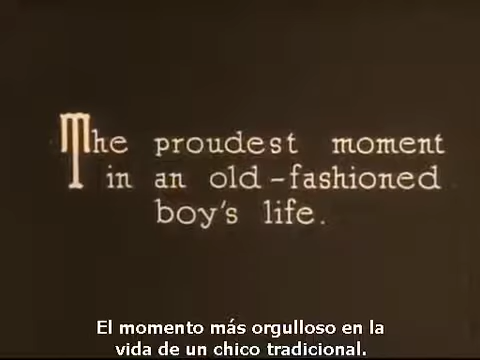 The proudest moment
in an old-fashioned
boy's life.
El momento más orgulloso en la
vida de un chico tradicional.